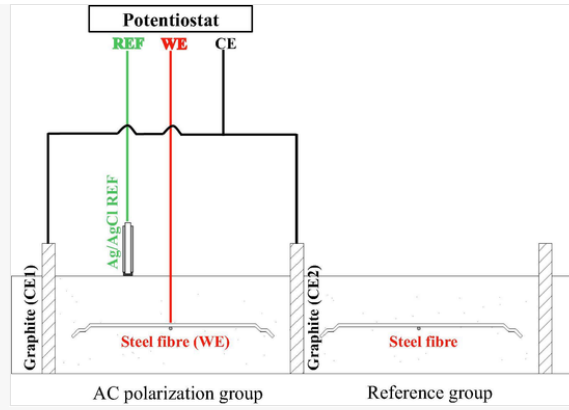 Potentiostat
REF WE CE
Ag/AgCl REF
Graphite (CE1)
Graphite (CE2)
Steel fibre (WE)
Steel fibre
AC polarization group
Reference group